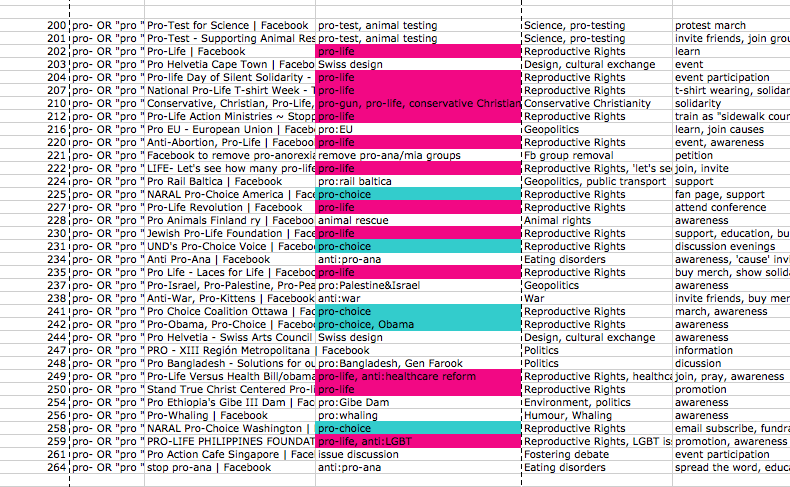 200 pro- OR "pro " Pro-Test for Science | Facebook pro-test, animal testing Science, pro-testing protest march
201 pro- OR "pro " Pro-Test - Supporting Animal Res pro-test, animal testing Science, pro-testing invite friends, join grou
202 pro- OR "pro " Pro-Life | Facebook pro-life Reproductive Rights learn
203 pro- OR "pro " Pro Helvetia Cape Town | Faceb Swiss design Design, cultural exchange event
204 pro- OR "pro " Pro-life Day of Silent Solidarity - pro-life Reproductive Rights event participation
207 pro- OR "pro " National Pro-Life T-shirt Week - T pro-life Reproductive Rights t-shirt wearing, solidar
210 pro- OR "pro " Conservative, Christian, Pro-Life, pro-gun, pro-life, conservative Christian Conservative Christianity solidarity
212 pro- OR "pro " Pro-Life Action Ministries ~ Stopp pro-life Reproductive Rights train as "sidewalk cour
216 pro- OR "pro " Pro EU - European Union | Faceb pro:EU Geopolitics learn, join causes
220 pro- OR "pro " Anti-Abortion, Pro-Life | Faceboo pro-life Reproductive Rights event, awareness
221 pro- OR "pro " Facebook to remove pro-anorexia remove pro-ana/mia groups Fb group removal petition
222 pro- OR "pro " LIFE- Let's see how many pro-life pro-life Reproductive Rights, 'let's see join, invite
224 pro- OR "pro " Pro Rail Baltica | Facebook pro:rail baltica Geopolitics, public transport support
225 pro- OR "pro " NARAL Pro-Choice America | Face pro-choice Reproductive Rights fan page, support
227 pro- OR "pro " Pro-Life Revolution | Facebook pro-life Reproductive Rights attend conference
228 pro- OR "pro " Pro Animals Finland ry | Faceboo animal rescue Animal rights awareness
230 pro- OR "pro " Jewish Pro-Life Foundation | Face pro-life Reproductive Rights support, education, bu
231 pro- OR "pro " UND's Pro-Choice Voice | Facebo pro-choice Reproductive Rights discussion evenings
234 pro- OR "pro " Anti Pro-Ana | Facebook anti:pro-ana Eating disorders awareness, 'cause' invi
235 pro- OR "pro " Pro Life - Laces for Life | Faceboo pro-life Reproductive Rights buy merch, show solida
237 pro- OR "pro " Pro-Israel, Pro-Palestine, Pro-Pea pro:Palestine&Israel Geopolitics awareness
238 pro- OR "pro " Anti-War, Pro-Kittens | Facebook anti:war War invite friends, buy mer
241 pro- OR "pro " Pro Choice Coalition Ottawa | Fac pro-choice Reproductive Rights march, awareness
242 pro- OR "pro " Pro-Obama, Pro-Choice | Faceboo pro-choice, Obama Reproductive Rights awareness
244 pro- OR "pro " Pro Helvetia - Swiss Arts Council Swiss design Design, cultural exchange awareness
247 pro- OR "pro " PRO - XIII Región Metropolitana | Facebook Politics information
248 pro- OR "pro " Pro Bangladesh - Solutions for ou pro:Bangladesh, Gen Farook Politics dicussion
249 pro- OR "pro " Pro-Life Versus Health Bill/obama pro-life, anti:healthcare reform Reproductive Rights, healthca join, pray, awareness
250 pro- OR "pro " Stand True Christ Centered Pro-li pro-life Reproductive Rights promotion
254 pro- OR "pro " Pro Ethiopia's Gibe III Dam | Fac pro:Gibe Dam Environment, politics awareness
256 pro- OR "pro " Pro-Whaling | Facebook pro:whaling Humour, Whaling awareness
258 pro- OR "pro " NARAL Pro-Choice Washington | pro-choice Reproductive Rights email subscribe, fundra
259 pro- OR "pro " PRO-LIFE PHILIPPINES FOUNDAT pro-life, anti:LGBT Reproductive Rights, LGBT is promotion, awareness
261 pro- OR "pro " Pro Action Cafe Singapore | Face issue discussion Fostering debate event participation
264 pro- OR "pro " stop pro-ana | Facebook anti:pro-ana Eating disorders spread the word, educa